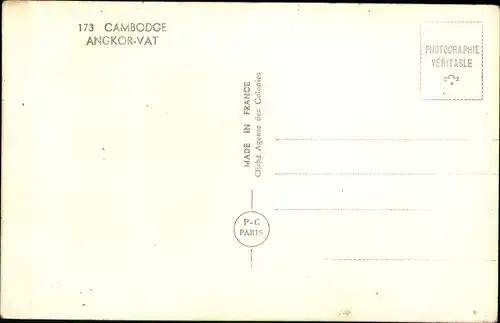 173 CAMBODGE
ANGKOR-VAT
PHOTOGRAPHIE
VÉRITABLE
MADE IN FRANCE
Cliché Agence des Colonies
P-C
PARIS